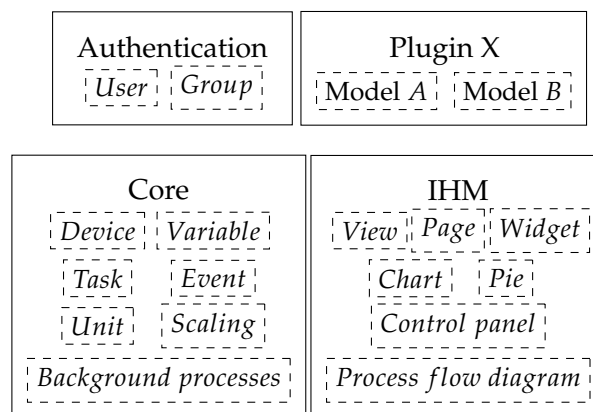 Authentication
User Group
Plugin X
Model A Model B
Core
Device Variable
Task Event
Unit Scaling
Background processes
IHM
View Page Widget
Chart Pie
Control panel
Process flow diagram